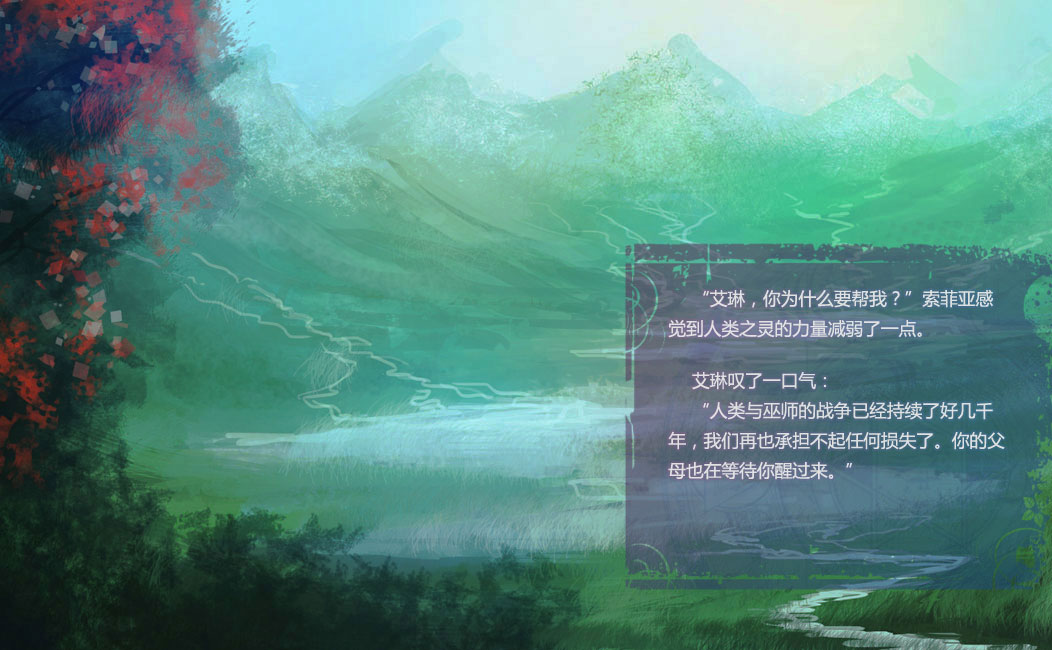 “艾琳，你为什么要帮我？”索菲亚感
觉到人类之灵的力量减弱了一点。
艾琳叹了一口气：
“人类与巫师的战争已经持续了好几千
年，我们再也承担不起任何损失了。你的父
母也在等待你醒过来。”